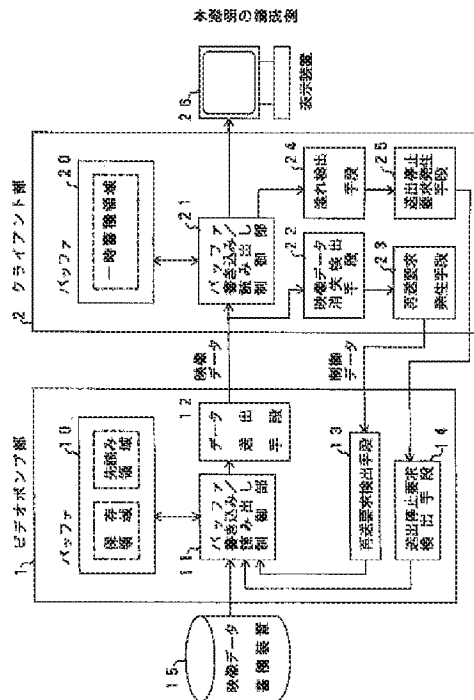 本発明の構成例
1 ビデオポンプ部
バッファ
10
保存
領域
先読み
領域
11
バッファ
書き込み/
読み出し
制御部
12
データ
送出
手段
13
再送要求検出手段
14
送出停止要求
検出手段
15
映像データ
蓄積装置
映像
データ
制御
データ
2 クライアント部
バッファ
20
一時蓄積領域
21
バッファ
書き込み/
読み出し
制御部
22
映像データ
消失検出
手段
23
再送要求
発生手段
24
溢れ検出
手段
25
送出停止
要求発生
手段
26
表示装置